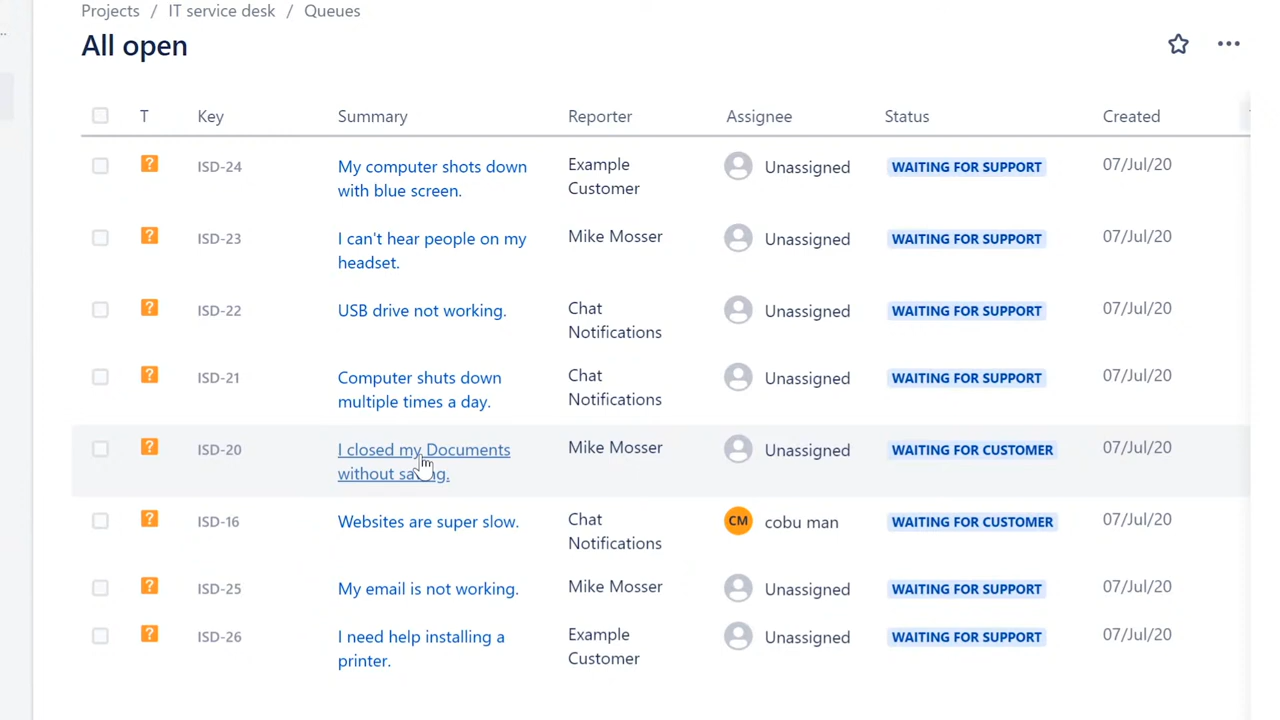 Projects / IT service desk / Queues
All open
T Key Summary Reporter Assignee Status Created
? ISD-24 My computer shots down Example Unassigned WAITING FOR SUPPORT 07/Jul/20
with blue screen. Customer
? ISD-23 I can't hear people on my Mike Mosser Unassigned WAITING FOR SUPPORT 07/Jul/20
headset.
? ISD-22 USB drive not working. Chat Unassigned WAITING FOR SUPPORT 07/Jul/20
Notifications
? ISD-21 Computer shuts down Chat Unassigned WAITING FOR SUPPORT 07/Jul/20
multiple times a day. Notifications
? ISD-20 I closed my Documents Mike Mosser Unassigned WAITING FOR CUSTOMER 07/Jul/20
without saving.
? ISD-16 Websites are super slow. Chat CM cobu man WAITING FOR CUSTOMER 07/Jul/20
Notifications
? ISD-25 My email is not working. Mike Mosser Unassigned WAITING FOR SUPPORT 07/Jul/20
? ISD-26 I need help installing a Example Unassigned WAITING FOR SUPPORT 07/Jul/20
printer. Customer